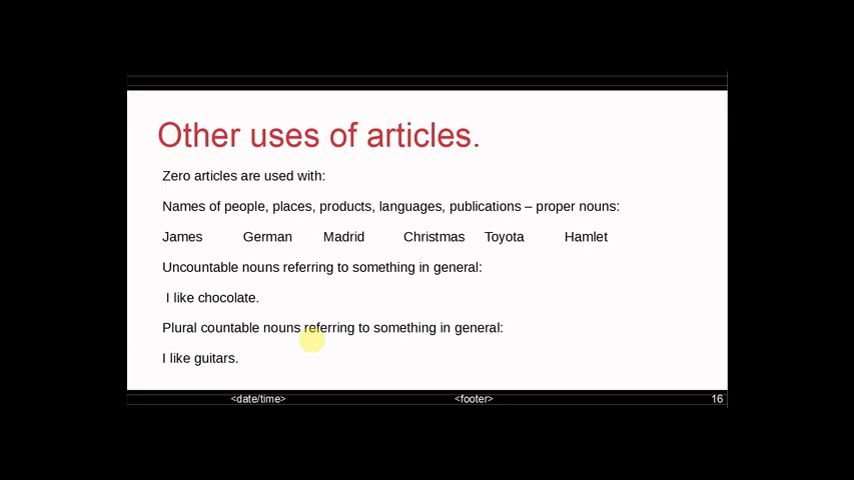 Other uses of articles.
Zero articles are used with:
Names of people, places, products, languages, publications – proper nouns:
James German Madrid Christmas Toyota Hamlet
Uncountable nouns referring to something in general:
I like chocolate.
Plural countable nouns referring to something in general:
I like guitars.
<date/time> <footer> 16